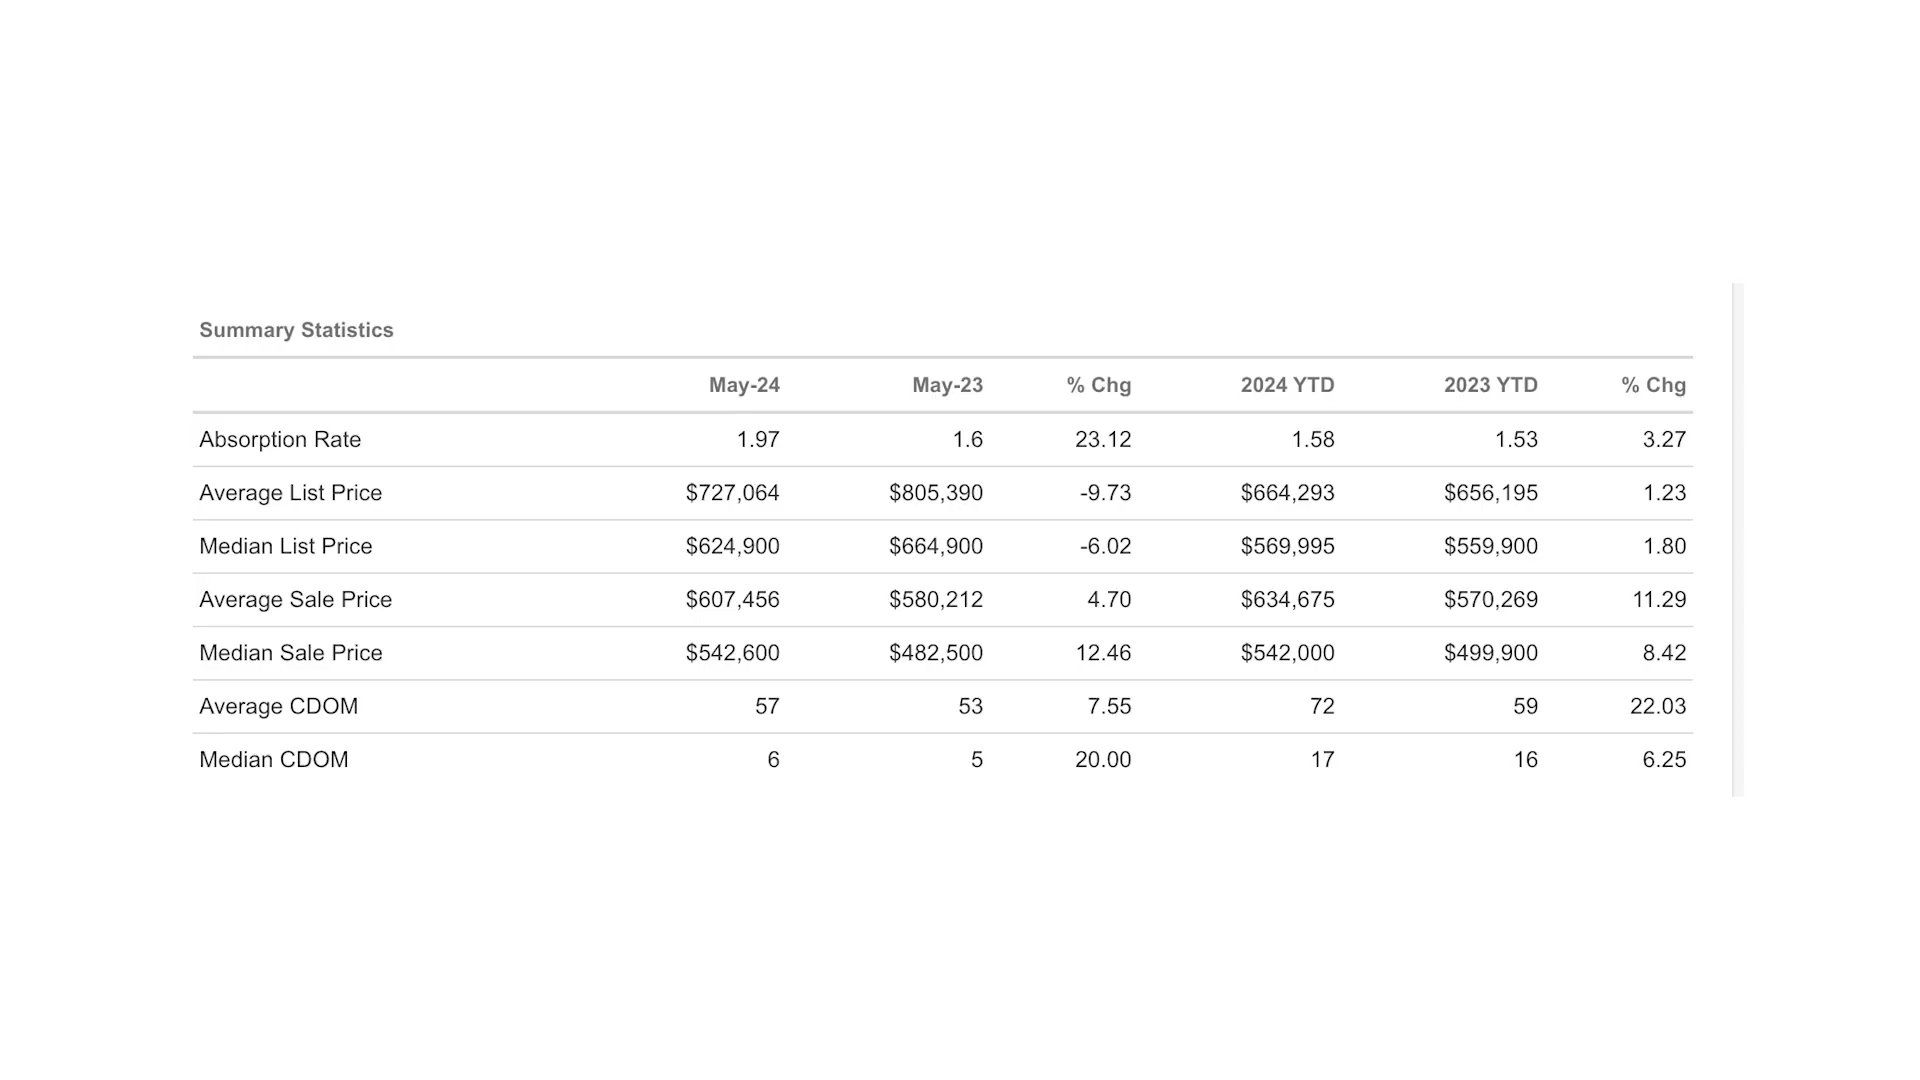 Summary Statistics
May-24 May-23 % Chg 2024 YTD 2023 YTD % Chg
Absorption Rate 1.97 1.6 23.12 1.58 1.53 3.27
Average List Price $727,064 $805,390 -9.73 $664,293 $656,195 1.23
Median List Price $624,900 $664,900 -6.02 $569,995 $559,900 1.80
Average Sale Price $607,456 $580,212 4.70 $634,675 $570,269 11.29
Median Sale Price $542,600 $482,500 12.46 $542,000 $499,900 8.42
Average CDOM 57 53 7.55 72 59 22.03
Median CDOM 6 5 20.00 17 16 6.25